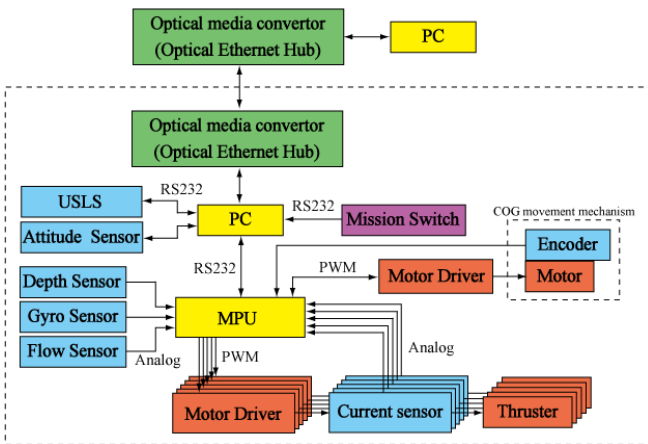 Optical media convertor
(Optical Ethernet Hub)
PC
Optical media convertor
(Optical Ethernet Hub)
RS232
USLS
PC
RS232
Mission Switch
Attitude Sensor
COG movement mechanism
Encoder
RS232
PWM
Motor Driver
Motor
Depth Sensor
Gyro Sensor
MPU
Flow Sensor
Analog
PWM
Analog
Motor Driver
Current sensor
Thruster